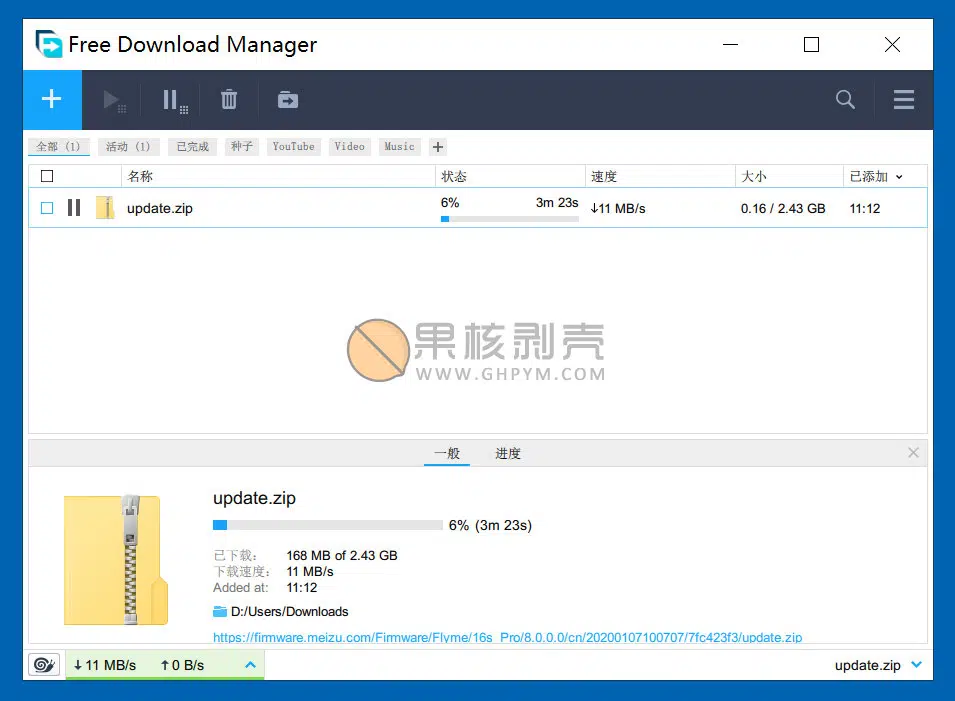 Free Download Manager
全部 (1) 活动 (1) 已完成 种子 YouTube Video Music
名称 状态 速度 大小 已添加
update.zip 6% 3m 23s 11 MB/s 0.16 / 2.43 GB 11:12
果核剥壳
WWW.GHPYM.COM
一般 进度
update.zip
6% (3m 23s)
已下载: 168 MB of 2.43 GB
下载速度: 11 MB/s
Added at: 11:12
D:/Users/Downloads
https://firmware.meizu.com/Firmware/Flyme/16s_Pro/8.0.0.0/cn/20200107100707/7fc423f3/update.zip
11 MB/s 0 B/s update.zip